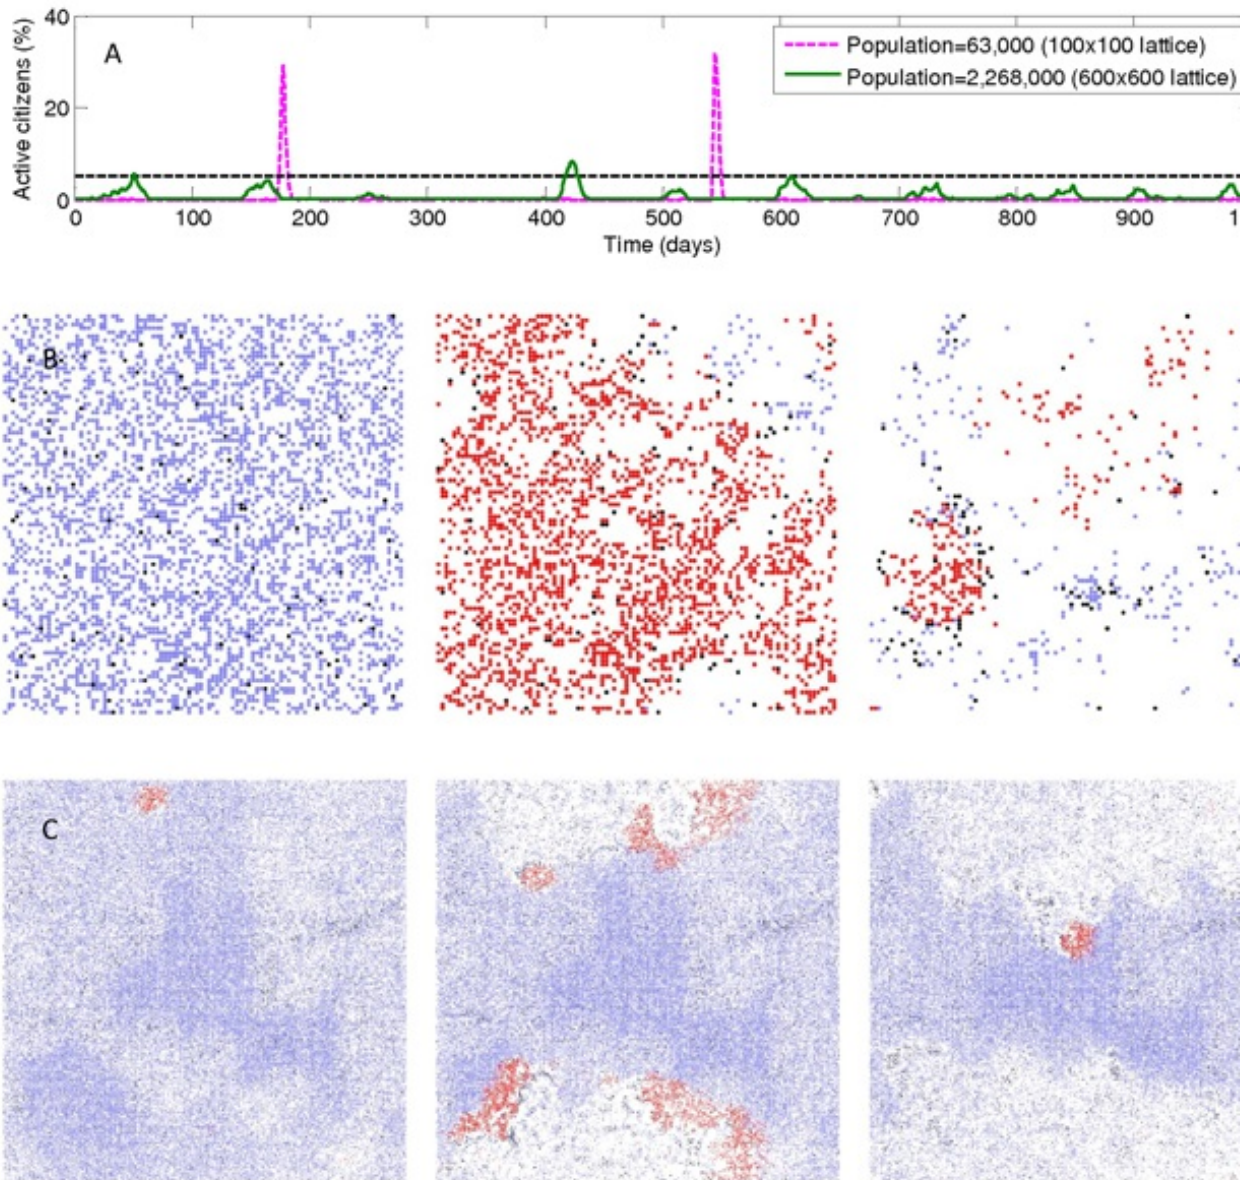 40
Active citizens (%)
A
Population=63,000 (100x100 lattice)
Population=2,268,000 (600x600 lattice)
20
0
0 100 200 300 400 500 600 700 800 900 1
Time (days)
B
C